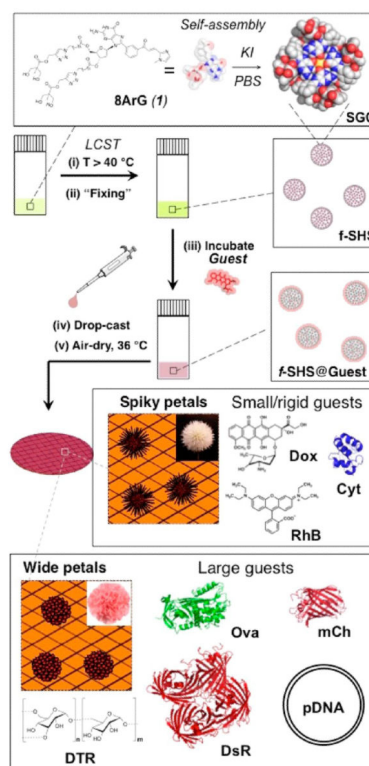 Self-assembly
8ArG (1)
=
KI
PBS
SGQ
LCST
(i) T > 40 °C
(ii) "Fixing"
f-SHS
(iii) Incubate
Guest
(iv) Drop-cast
(v) Air-dry, 36 °C
f-SHS@Guest
Spiky petals
Small/rigid guests
Dox
Cyt
RhB
Wide petals
Large guests
Ova
mCh
DTR
DsR
pDNA